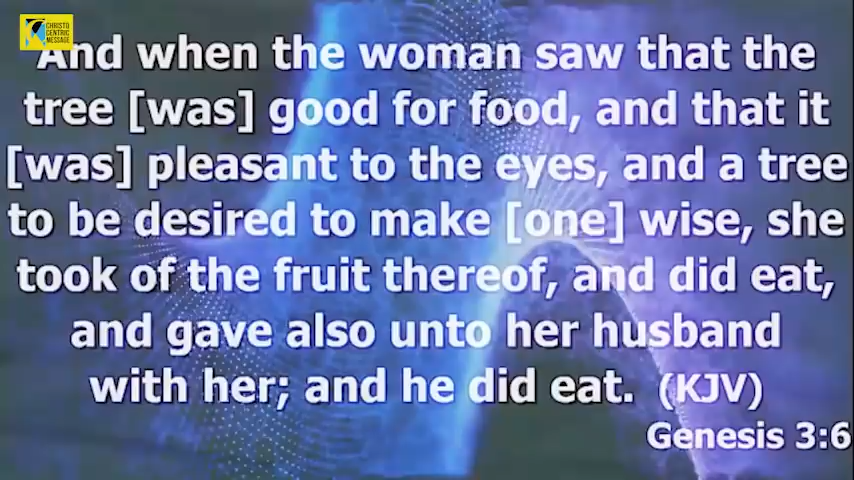 CHRISTO
CENTRIC
MESSAGE
And when the woman saw that the
tree [was] good for food, and that it
[was] pleasant to the eyes, and a tree
to be desired to make [one] wise, she
took of the fruit thereof, and did eat,
and gave also unto her husband
with her; and he did eat. (KJV)
Genesis 3:6